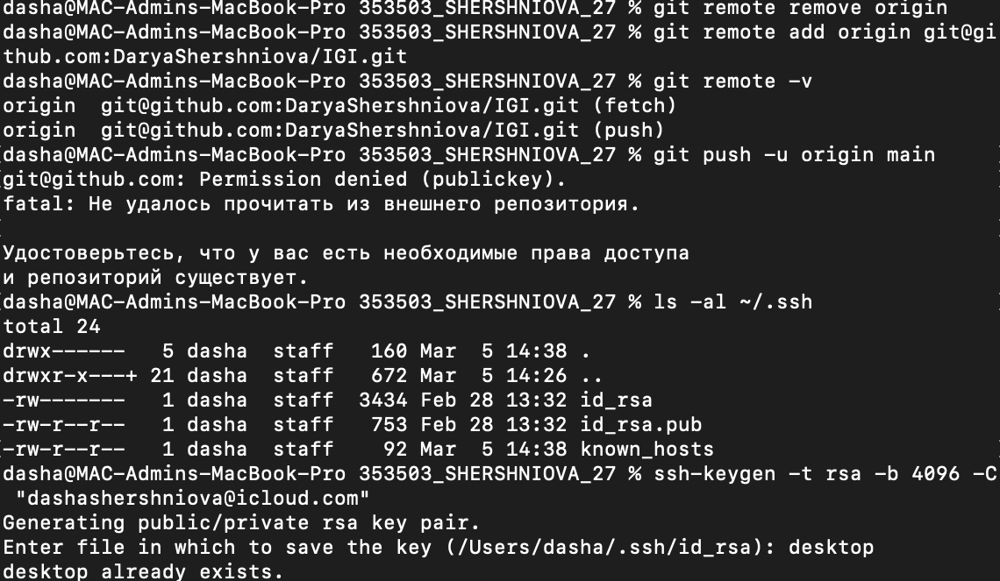 dasha@MAC-Admins-MacBook-Pro 353503_SHERSHNIOVA_27 % git remote remove origin
dasha@MAC-Admins-MacBook-Pro 353503_SHERSHNIOVA_27 % git remote add origin git@gi
thub.com:DaryaShershniova/IGI.git
dasha@MAC-Admins-MacBook-Pro 353503_SHERSHNIOVA_27 % git remote -v
origin  git@github.com:DaryaShershniova/IGI.git (fetch)
origin  git@github.com:DaryaShershniova/IGI.git (push)
[dasha@MAC-Admins-MacBook-Pro 353503_SHERSHNIOVA_27 % git push -u origin main
[git@github.com: Permission denied (publickey).
fatal: Не удалось прочитать из внешнего репозитория.
[
Удостоверьтесь, что у вас есть необходимые права доступа
и репозиторий существует.
[dasha@MAC-Admins-MacBook-Pro 353503_SHERSHNIOVA_27 % ls -al ~/.ssh
total 24
drwx------   5 dasha  staff   160 Mar  5 14:38 .
drwxr-x---+ 21 dasha  staff   672 Mar  5 14:26 ..
-rw-------   1 dasha  staff  3434 Feb 28 13:32 id_rsa
-rw-r--r--   1 dasha  staff   753 Feb 28 13:32 id_rsa.pub
[-rw-r--r--   1 dasha  staff    92 Mar  5 14:38 known_hosts
dasha@MAC-Admins-MacBook-Pro 353503_SHERSHNIOVA_27 % ssh-keygen -t rsa -b 4096 -C
 "dashashershniova@icloud.com"
Generating public/private rsa key pair.
Enter file in which to save the key (/Users/dasha/.ssh/id_rsa): desktop
desktop already exists.